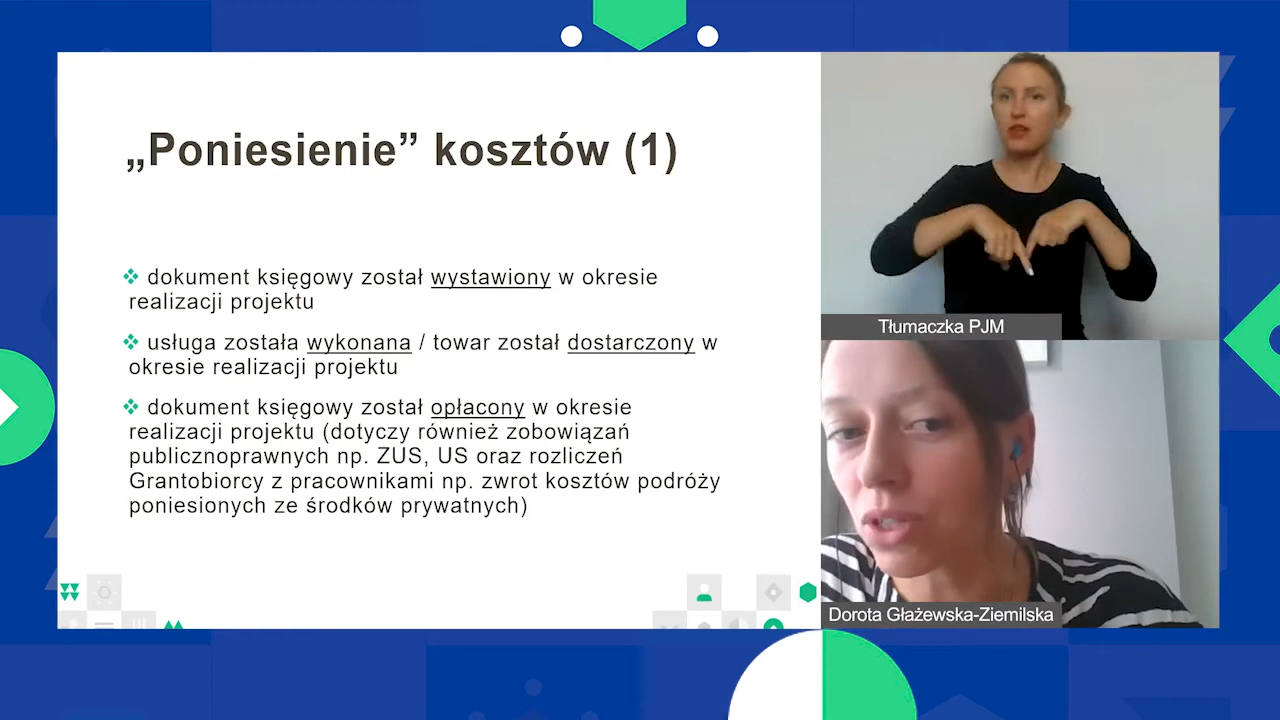 „Poniesienie” kosztów (1)
dokument księgowy został wystawiony w okresie
realizacji projektu
usługa została wykonana / towar został dostarczony w
okresie realizacji projektu
dokument księgowy został opłacony w okresie
realizacji projektu (dotyczy również zobowiązań
publicznoprawnych np. ZUS, US oraz rozliczeń
Grantobiorcy z pracownikami np. zwrot kosztów podróży
poniesionych ze środków prywatnych)
Tłumaczka PJM
Dorota Głażewska-Ziemilska